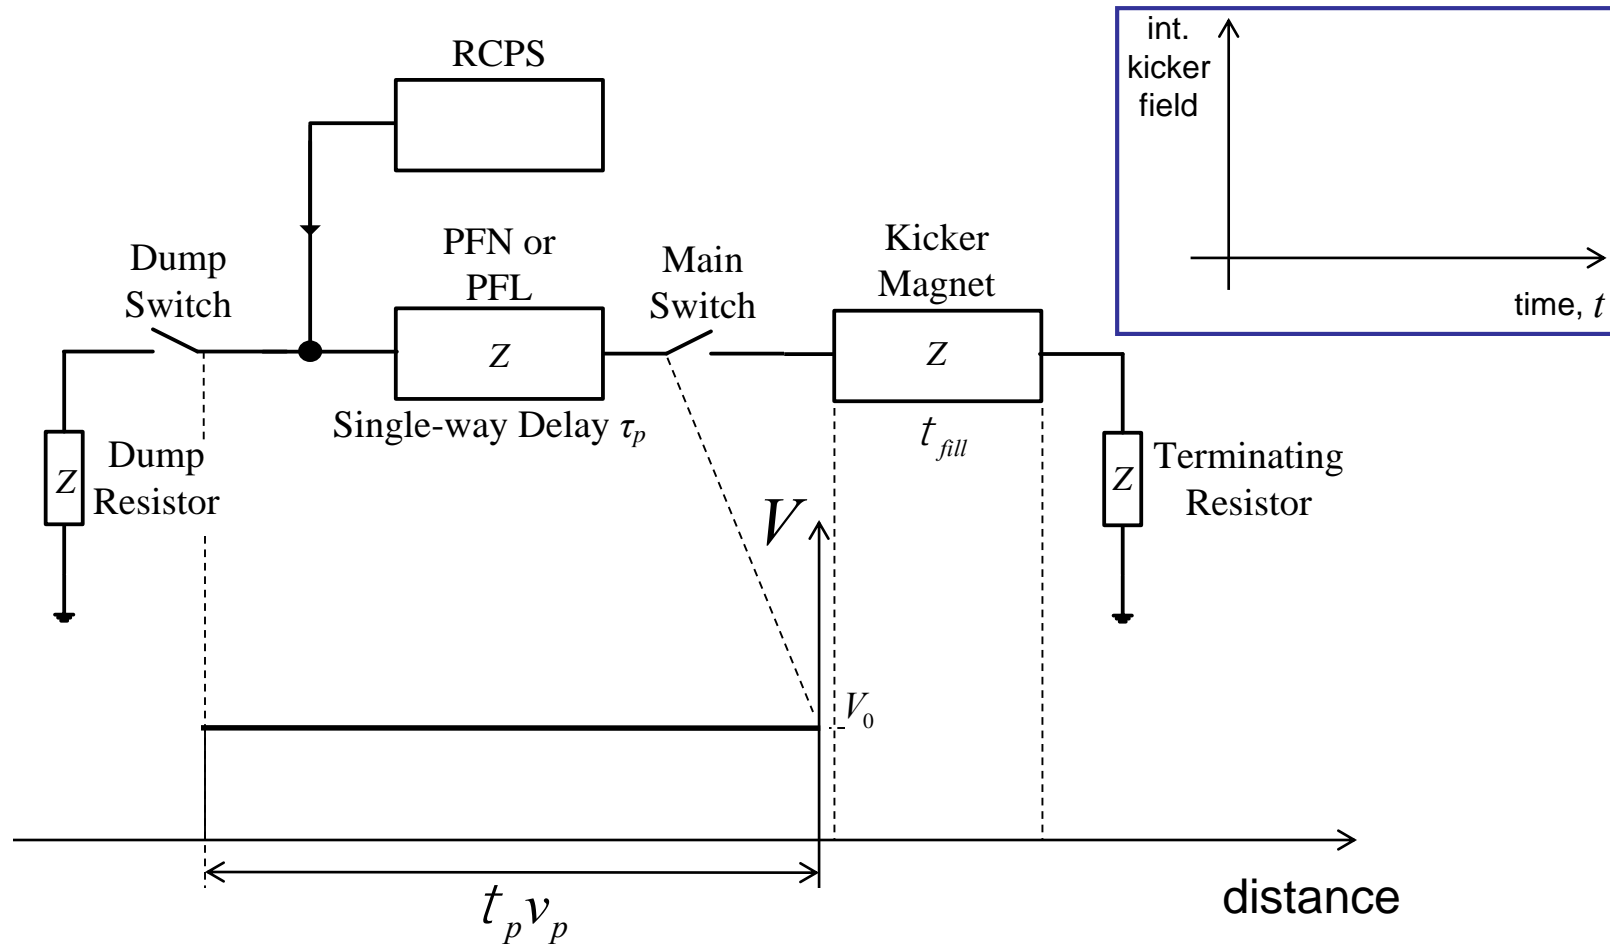 RCPS
int.
kicker
field
time, t
Dump
Switch
PFN or
PFL
Main
Switch
Kicker
Magnet
Z
Z
Single-way Delay τp
tfill
Z
Dump
Resistor
Z
Terminating
Resistor
V
V0
tpvp
distance